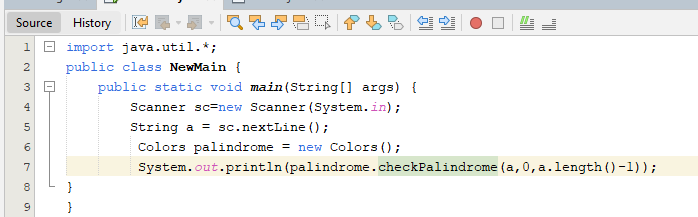 Source History
1 import java.util.*;
2 public class NewMain {
3 public static void main(String[] args) {
4 Scanner sc=new Scanner(System.in);
5 String a = sc.nextLine();
6 Colors palindrome = new Colors();
7 System.out.println(palindrome.checkPalindrome(a,0,a.length()-1));
8 }
9 }